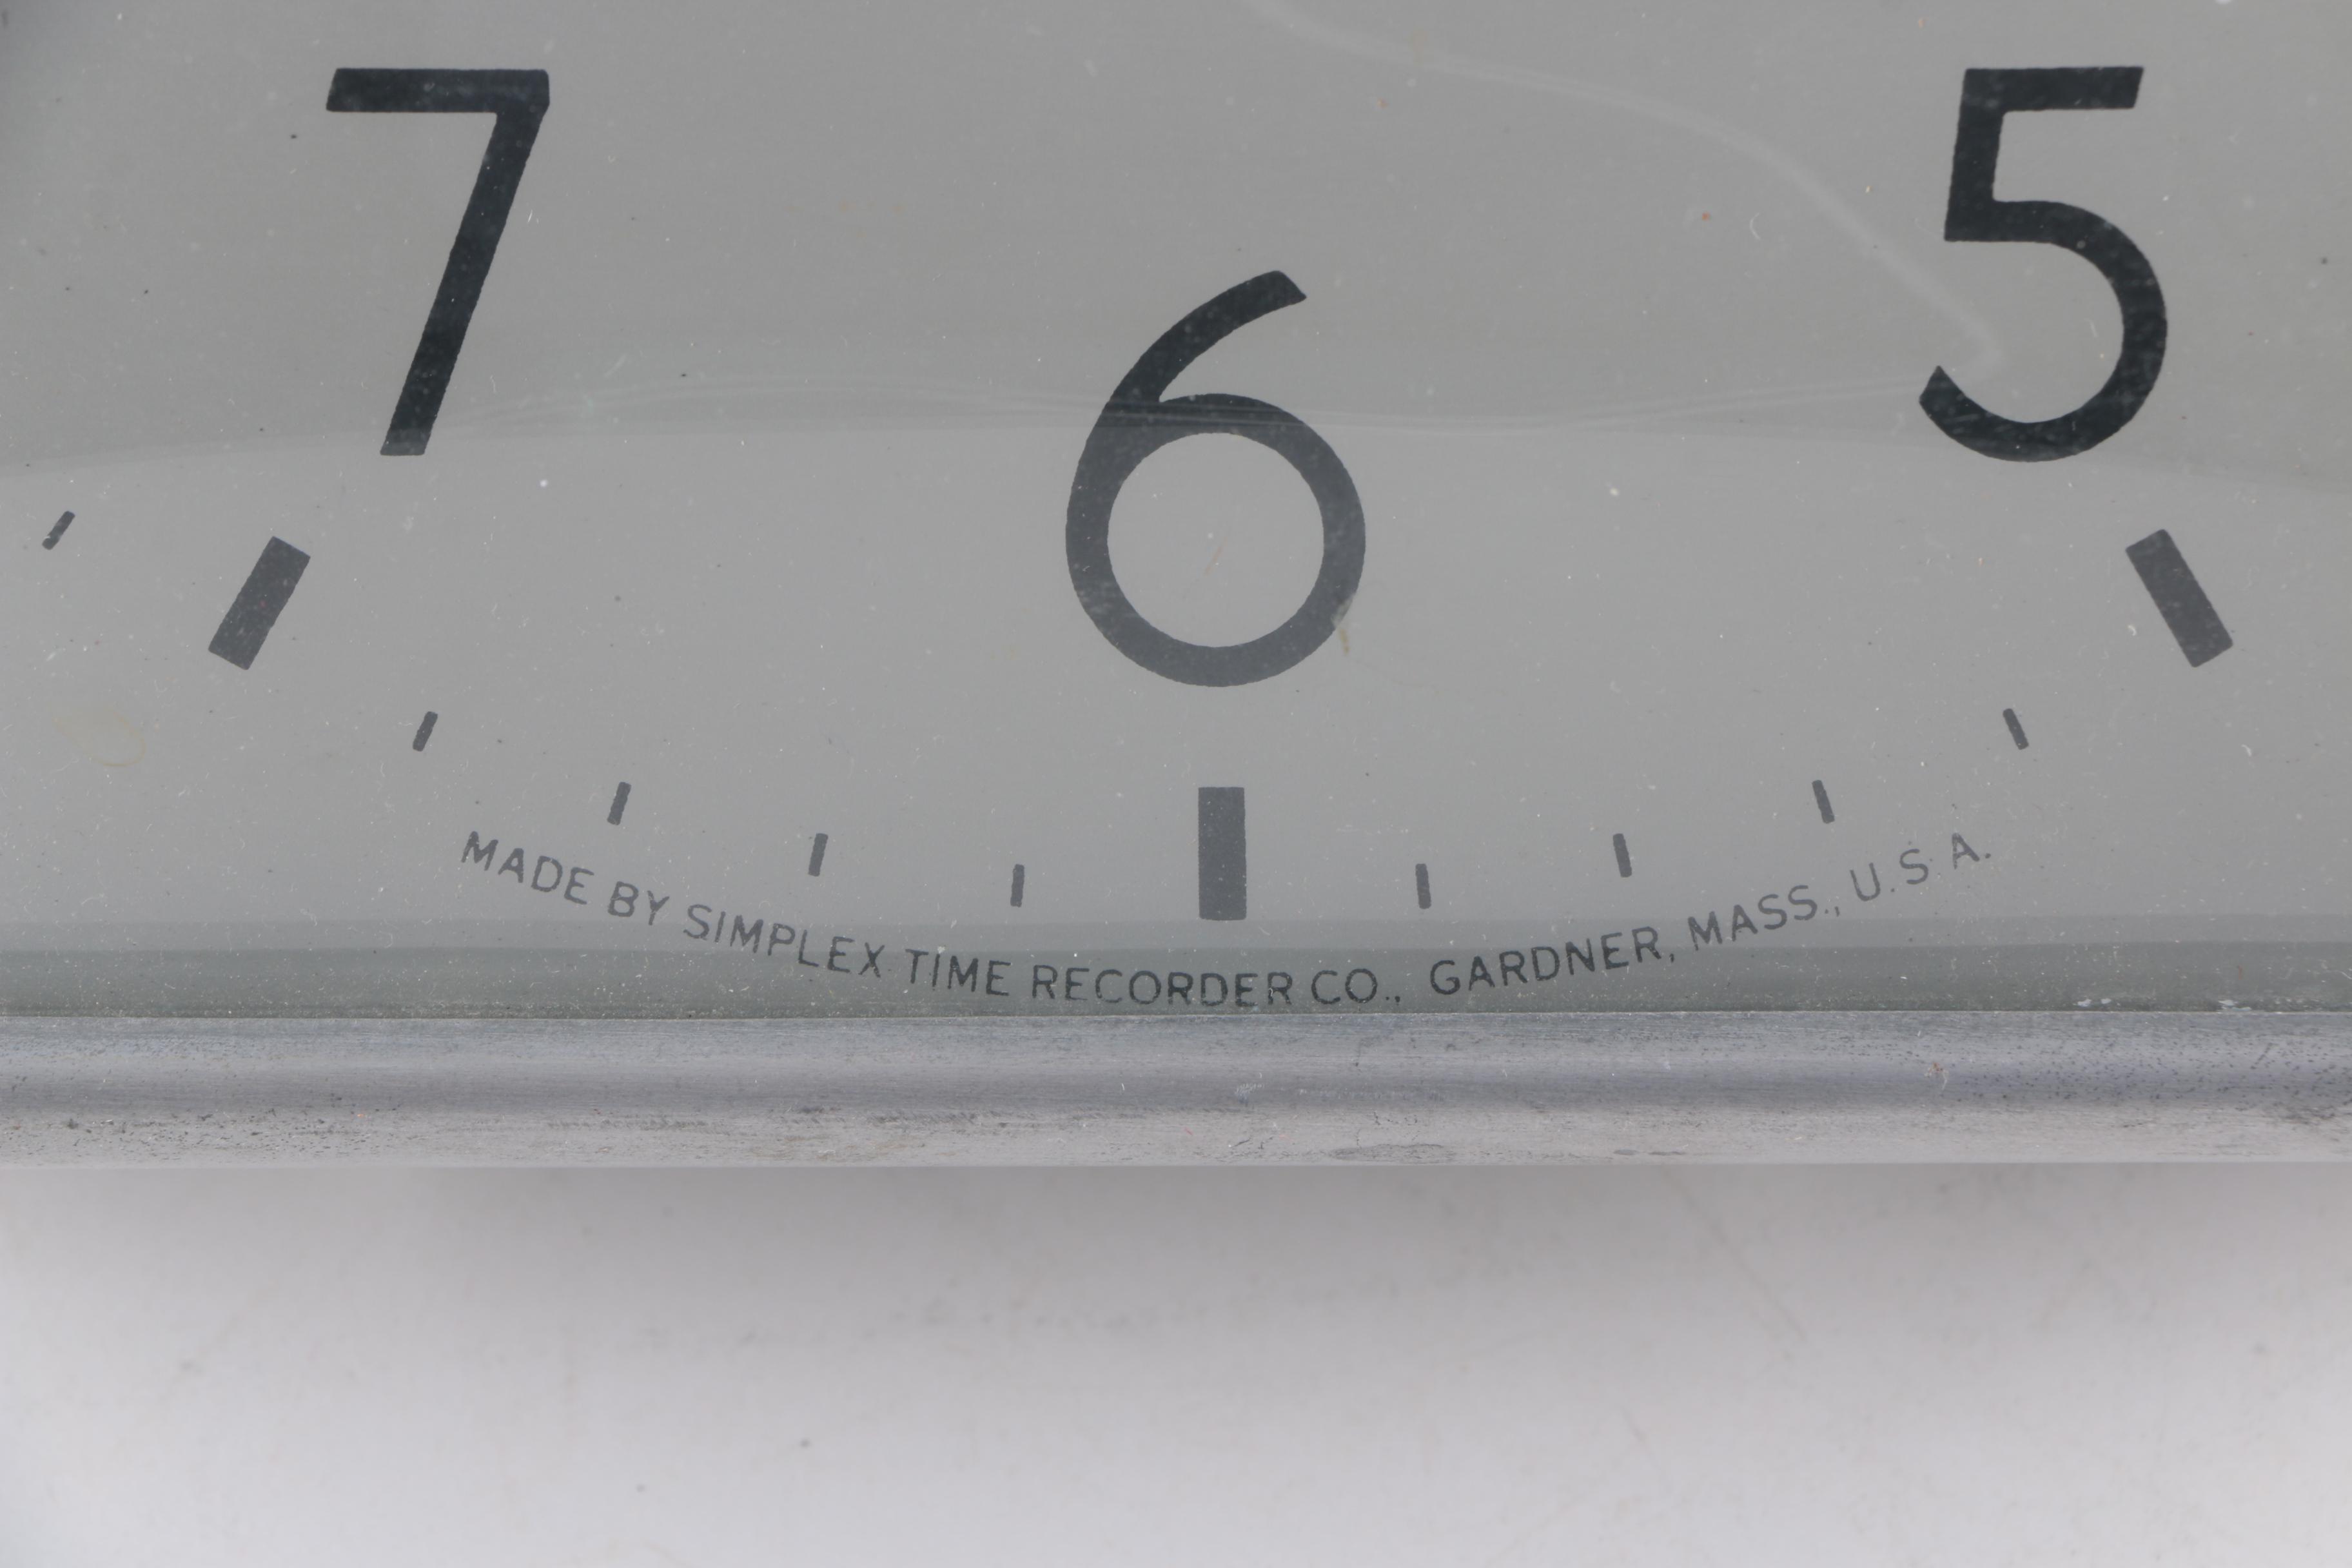 7 5
6
MADE BY SIMPLEX TIME RECORDER CO., GARDNER, MASS., U.S.A.